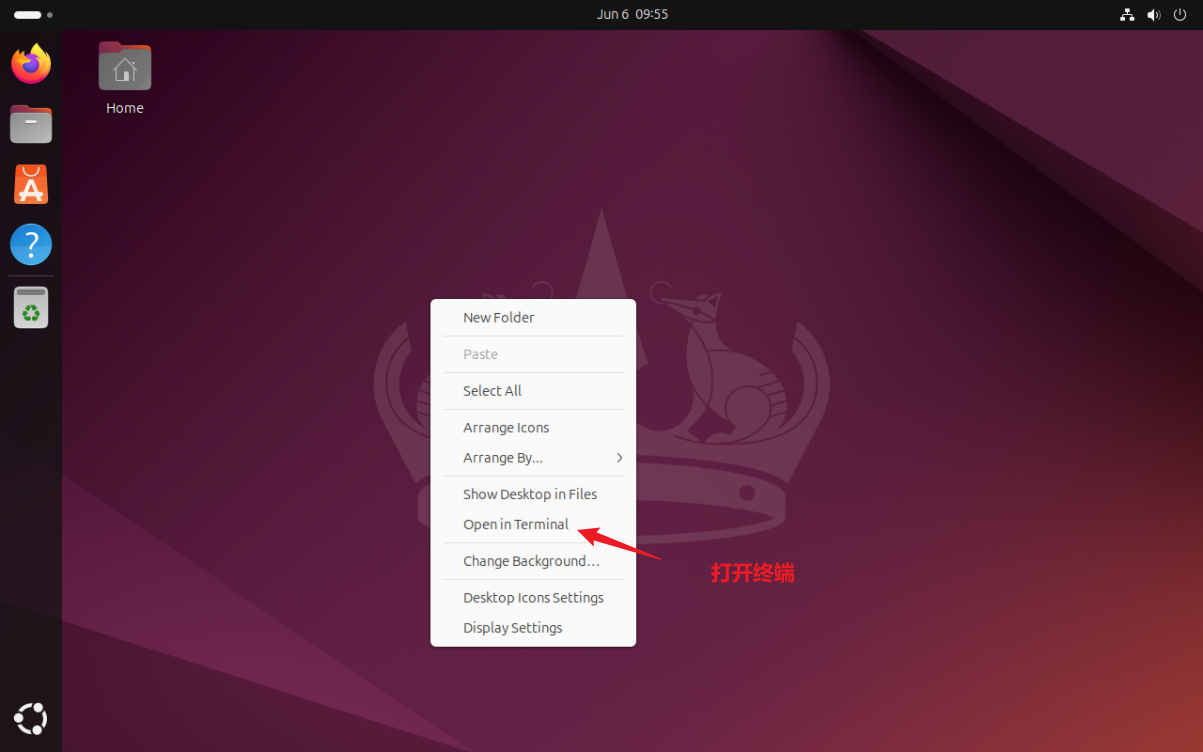 Jun 6 09:55
Home
New Folder
Paste
Select All
Arrange Icons
Arrange By...
Show Desktop in Files
Open in Terminal
Change Background…
Desktop Icons Settings
Display Settings
打开终端